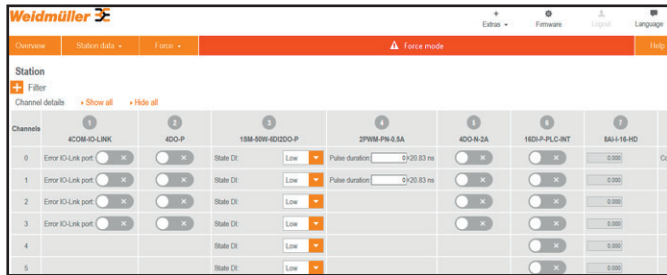 Weidmüller
Extras Firmware Logout Language
Overview Station data Force Force mode Help
Station
Filter
Channel details Show all Hide all
Channels 1 2 3 4 5 6 7
4COM-IO-LINK 4DO-P 1SM-50W-6DI2DO-P 2PWM-PN-0.5A 4DO-N-2A 16DI-P-PLC-INT 8AI-I-16-HD
0 Error IO-Link port: State DI: Low Pulse duration: 0 ×20.83 ns 0.000 Co
1 Error IO-Link port: State DI: Low Pulse duration: 0 ×20.83 ns 0.000
2 Error IO-Link port: State DI: Low 0.000
3 Error IO-Link port: State DI: Low 0.000
4 State DI: Low 0.000
5 State DI: Low 0.000